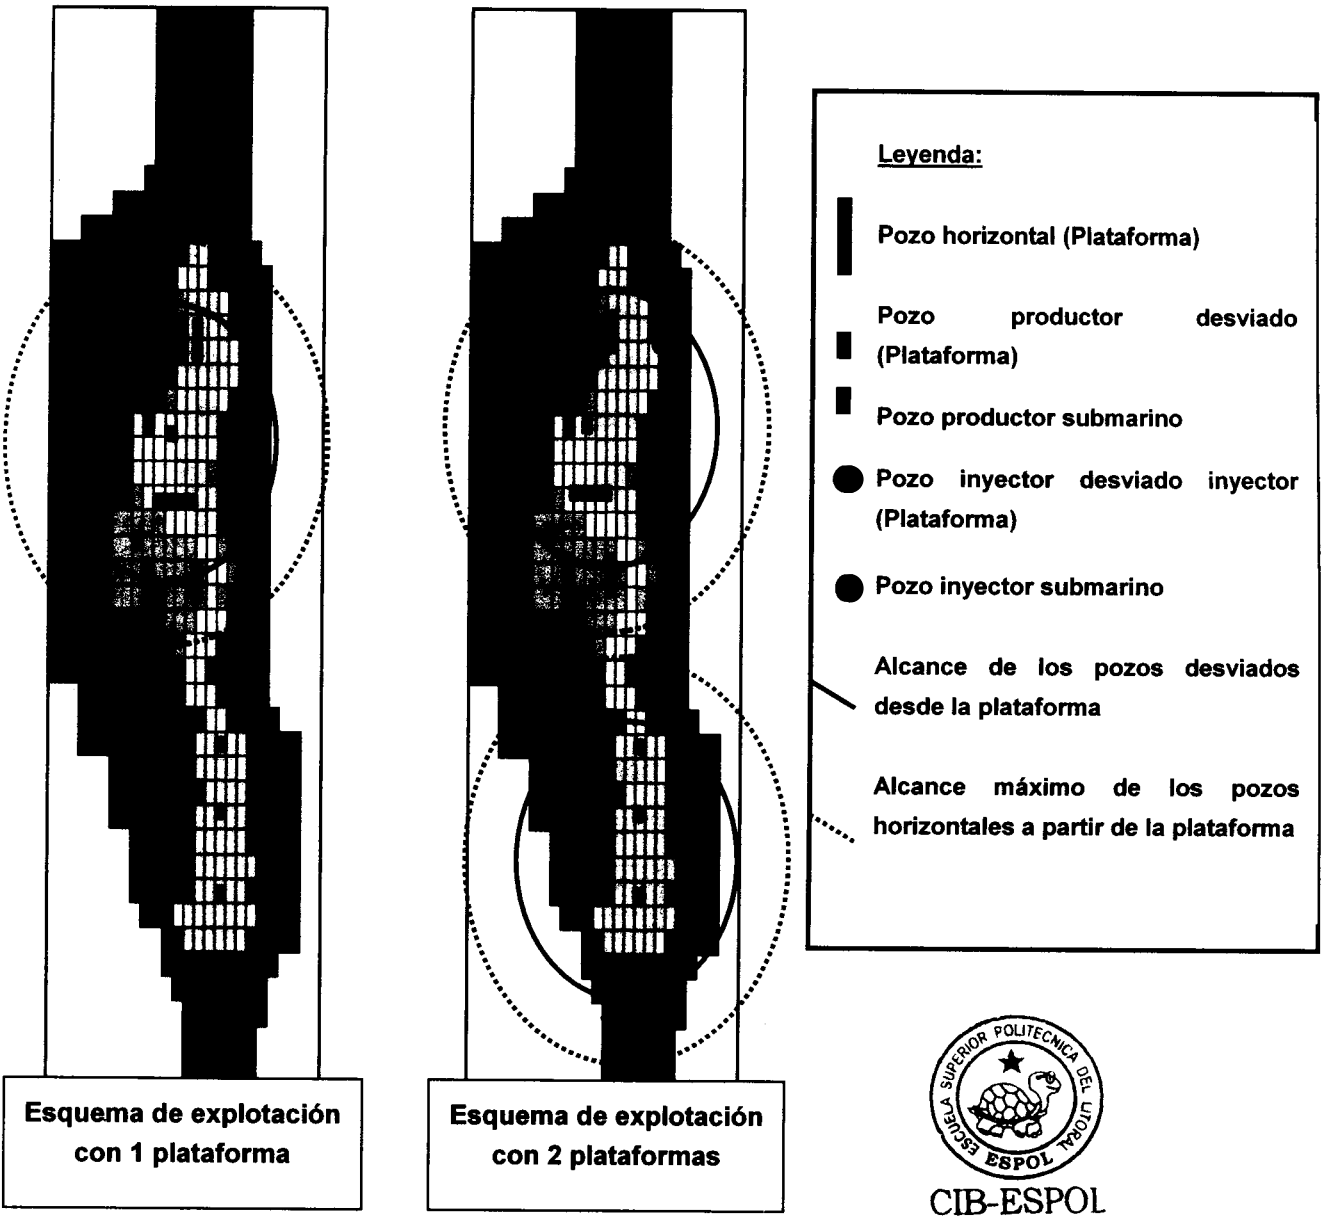 Leyenda:
Pozo horizontal (Plataforma)
Pozo productor desviado
(Plataforma)
Pozo productor submarino
Pozo inyector desviado inyector
(Plataforma)
Pozo inyector submarino
Alcance de los pozos desviados
desde la plataforma
Alcance máximo de los pozos
horizontales a partir de la plataforma
Esquema de explotación
con 1 plataforma
Esquema de explotación
con 2 plataformas
ESCUELA SUPERIOR POLITECNICA DEL LITORAL
ESPOL
CIB-ESPOL